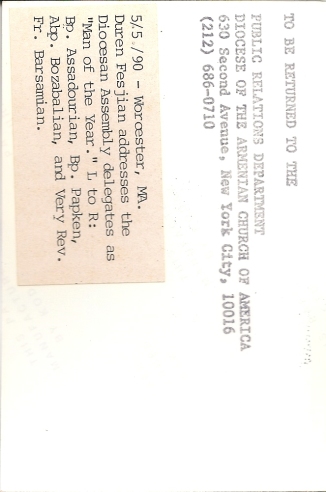 TO BE RETURNED TO THE
PUBLIC RELATIONS DEPARTMENT
DIOCESE OF THE ARMENIAN CHURCH OF AMERICA
630 Second Avenue, New York City, 10016
(212) 686-0710
5/5 /90 - Worcester, MA.
Duren Fesjian addresses the
Diocesan Assembly delegates as
"Man of the Year." L to R:
Bp. Assadourian, Bp. Papken,
Abp. Bozabalian, and Very Rev.
Fr. Barsamian.